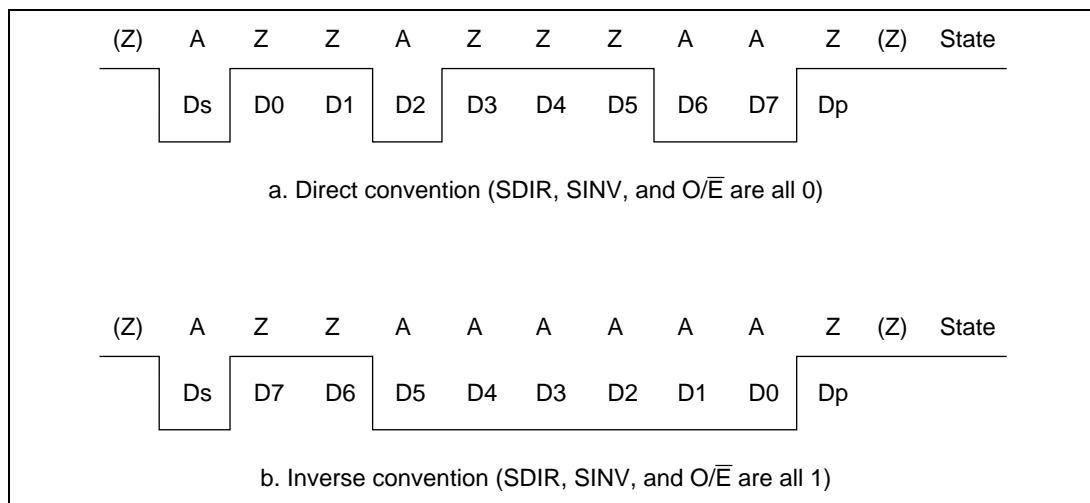 (Z) A Z Z A Z Z Z A A Z (Z) State
Ds D0 D1 D2 D3 D4 D5 D6 D7 Dp
a. Direct convention (SDIR, SINV, and O/E̅ are all 0)
(Z) A Z Z A A A A A A Z (Z) State
Ds D7 D6 D5 D4 D3 D2 D1 D0 Dp
b. Inverse convention (SDIR, SINV, and O/E̅ are all 1)